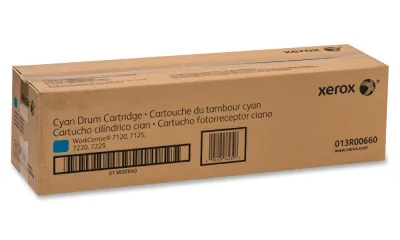 xerox
Cyan Drum Cartridge • Cartouche du tambour cyan
Cartucho cilíndrico cian • Cartucho fotorreceptor ciano
WorkCentre® 7120, 7125,
7220, 7225
013R00660
013R00660
www.xerox.com